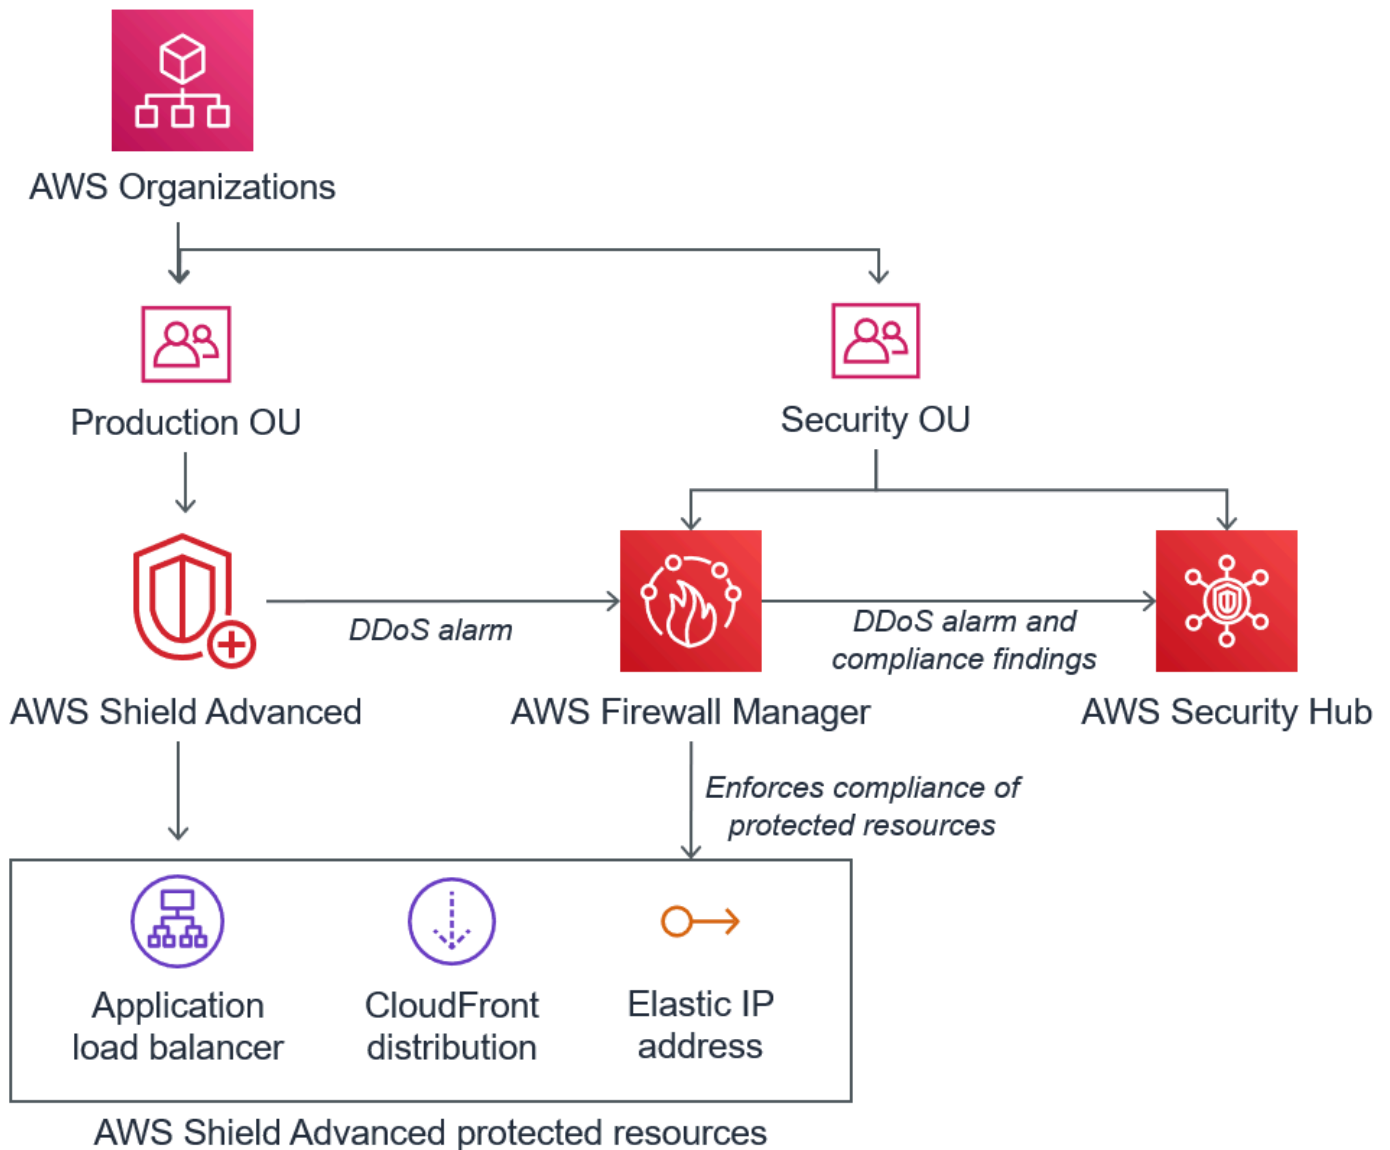 AWS Organizations
Production OU
Security OU
DDoS alarm
DDoS alarm and
compliance findings
AWS Shield Advanced
AWS Firewall Manager
AWS Security Hub
Enforces compliance of
protected resources
Application
load balancer
CloudFront
distribution
Elastic IP
address
AWS Shield Advanced protected resources